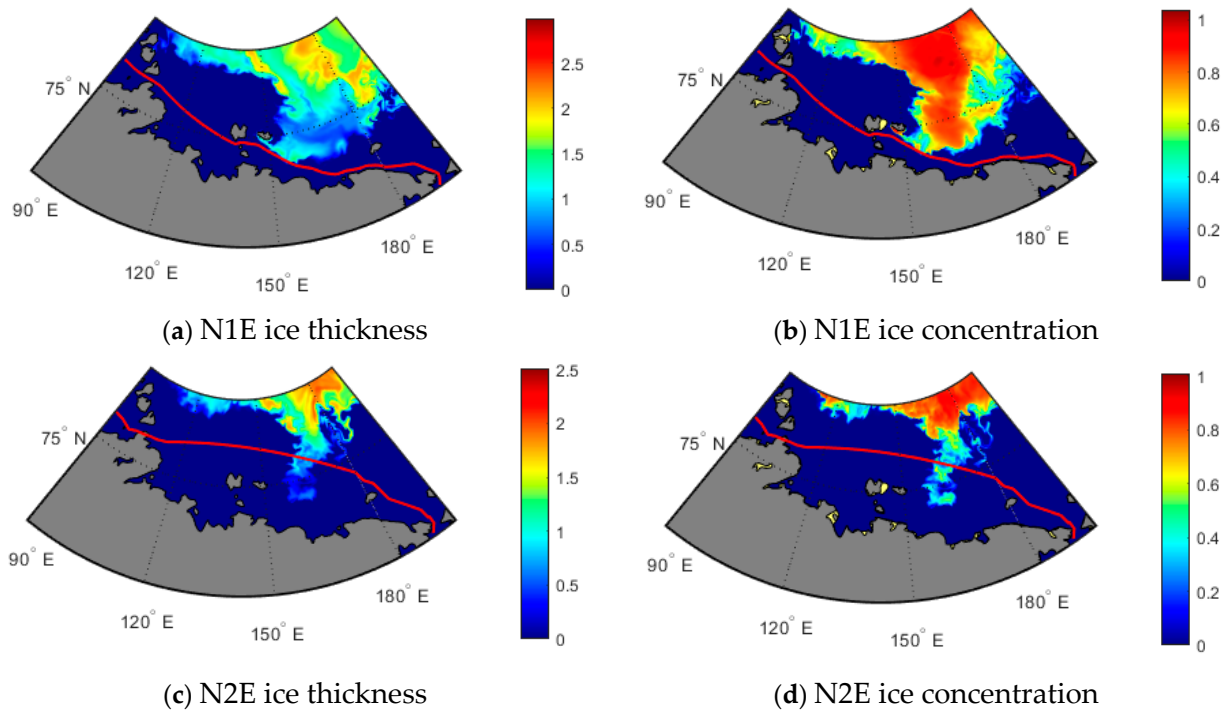 75° N
90° E
120° E
150° E
180° E
2.5
2
1.5
1
0.5
0
75° N
90° E
120° E
150° E
180° E
1
0.8
0.6
0.4
0.2
0
(a) N1E ice thickness
(b) N1E ice concentration
75° N
90° E
120° E
150° E
180° E
2.5
2
1.5
1
0.5
0
75° N
90° E
120° E
150° E
180° E
1
0.8
0.6
0.4
0.2
0
(c) N2E ice thickness
(d) N2E ice concentration